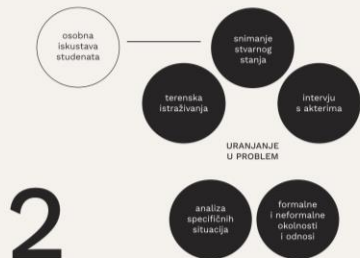 osobna
iskustava
studenata
snimanje
stvarnog
stanja
terenska
istraživanja
intervju
s akterima
URANJANJE
U PROBLEM
2
analiza
specifičnih
situacija
formalne
i neformalne
okolnosti
i odnosi